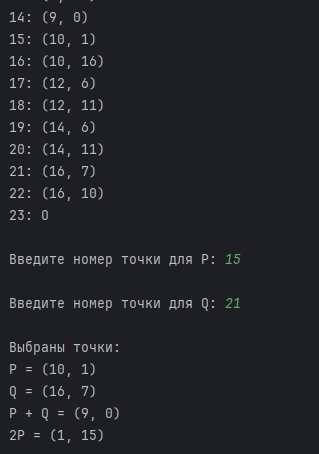 14: (9, 0)
15: (10, 1)
16: (10, 16)
17: (12, 6)
18: (12, 11)
19: (14, 6)
20: (14, 11)
21: (16, 7)
22: (16, 10)
23: O

Введите номер точки для P: 15

Введите номер точки для Q: 21

Выбраны точки:
P = (10, 1)
Q = (16, 7)
P + Q = (9, 0)
2P = (1, 15)